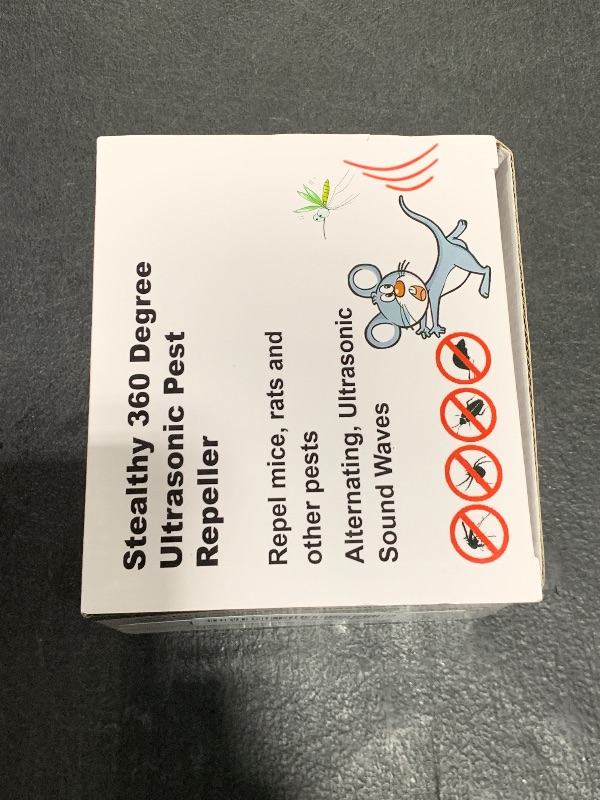 Stealthy 360 Degree
Ultrasonic Pest
Repeller
Repel mice, rats and
other pests
Alternating, Ultrasonic
Sound Waves